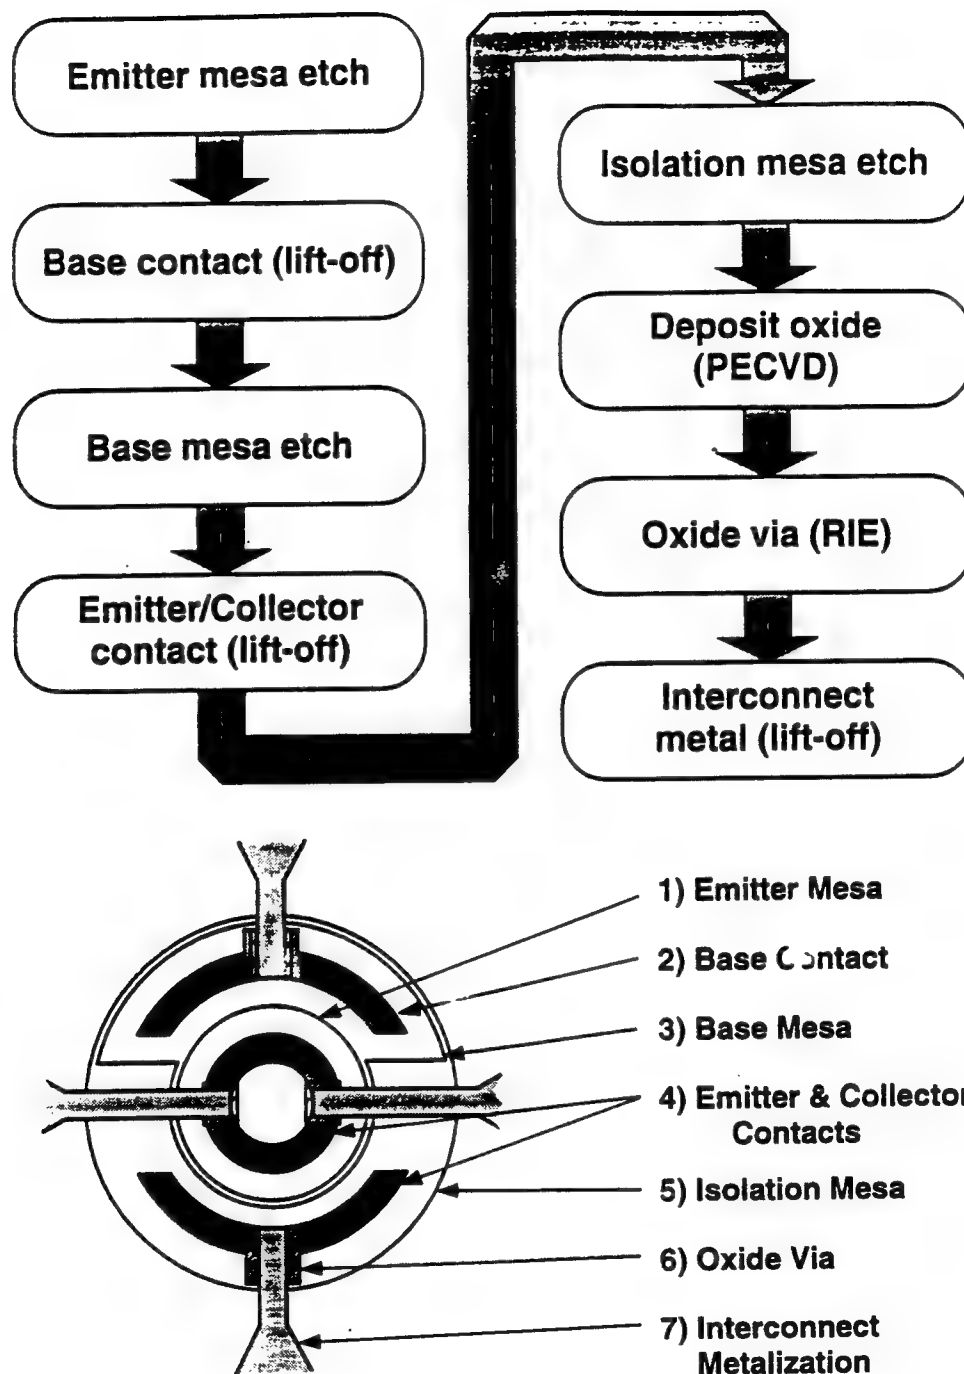 Emitter mesa etch
Base contact (lift-off)
Base mesa etch
Emitter/Collector
contact (lift-off)
Isolation mesa etch
Deposit oxide
(PECVD)
Oxide via (RIE)
Interconnect
metal (lift-off)
1) Emitter Mesa
2) Base Contact
3) Base Mesa
4) Emitter & Collector
Contacts
5) Isolation Mesa
6) Oxide Via
7) Interconnect
Metalization